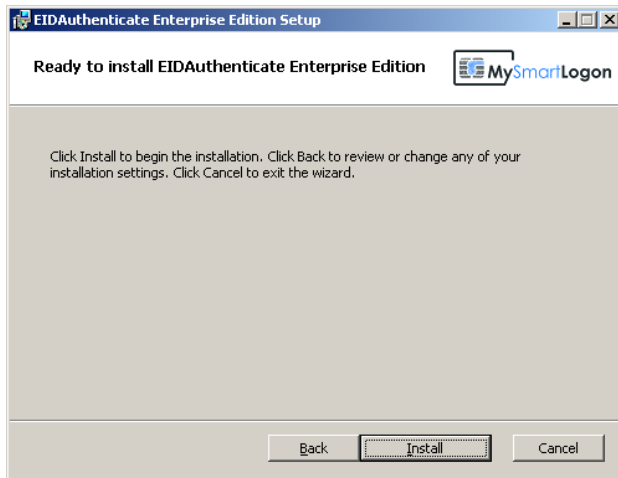 EIDAuthenticate Enterprise Edition Setup
Ready to install EIDAuthenticate Enterprise Edition
MySmartLogon
Click Install to begin the installation. Click Back to review or change any of your
installation settings. Click Cancel to exit the wizard.
Back
Install
Cancel